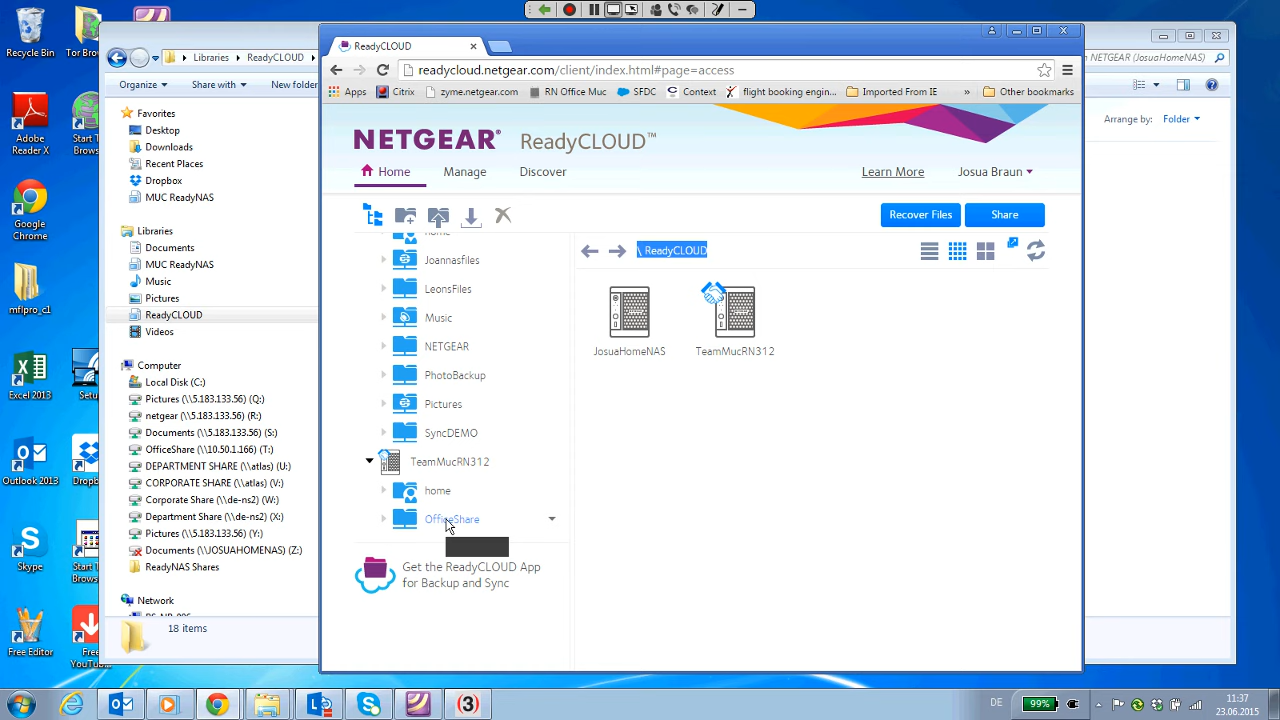 Recycle Bin
Tor Brows
Adobe
Reader X
Start T
Brows
Google
Chrome
mflpro_c1
Excel 2013
Setu
Outlook 2013
Dropbox
Skype
Start T
Brows
Free Editor
Free
YouTu...
Libraries
ReadyCLOUD
NETGEAR (JosuaHomeNAS)
Organize
Share with
New folder
Arrange by:
Folder
Favorites
Desktop
Downloads
Recent Places
Dropbox
MUC ReadyNAS
Libraries
Documents
MUC ReadyNAS
Music
Pictures
ReadyCLOUD
Videos
Computer
Local Disk (C:)
Pictures (\\5.183.133.56) (Q:)
netgear (\\5.183.133.56) (R:)
Documents (\\5.183.133.56) (S:)
OfficeShare (\\10.50.1.166) (T:)
DEPARTMENT SHARE (\\atlas) (U:)
CORPORATE SHARE (\\atlas) (V:)
Corporate Share (\\de-ns2) (W:)
Department Share (\\de-ns2) (X:)
Pictures (\\5.183.133.56) (Y:)
Documents (\\JOSUAHOMENAS) (Z:)
ReadyNAS Shares
Network
18 items
ReadyCLOUD
readycloud.netgear.com/client/index.html#page=access
Apps
Citrix
zyme.netgear.com
RN Office Muc
SFDC
Context
flight booking engin...
Imported From IE
»
Other bookmarks
NETGEAR® ReadyCLOUD™
Home
Manage
Discover
Learn More
Josua Braun
Recover Files
Share
\ ReadyCLOUD
home
Joannasfiles
LeonsFiles
Music
NETGEAR
PhotoBackup
Pictures
SyncDEMO
TeamMucRN312
home
OfficeShare
JosuaHomeNAS
TeamMucRN312
Get the ReadyCLOUD App
for Backup and Sync
(3)
DE
99%
11:37
23.06.2015